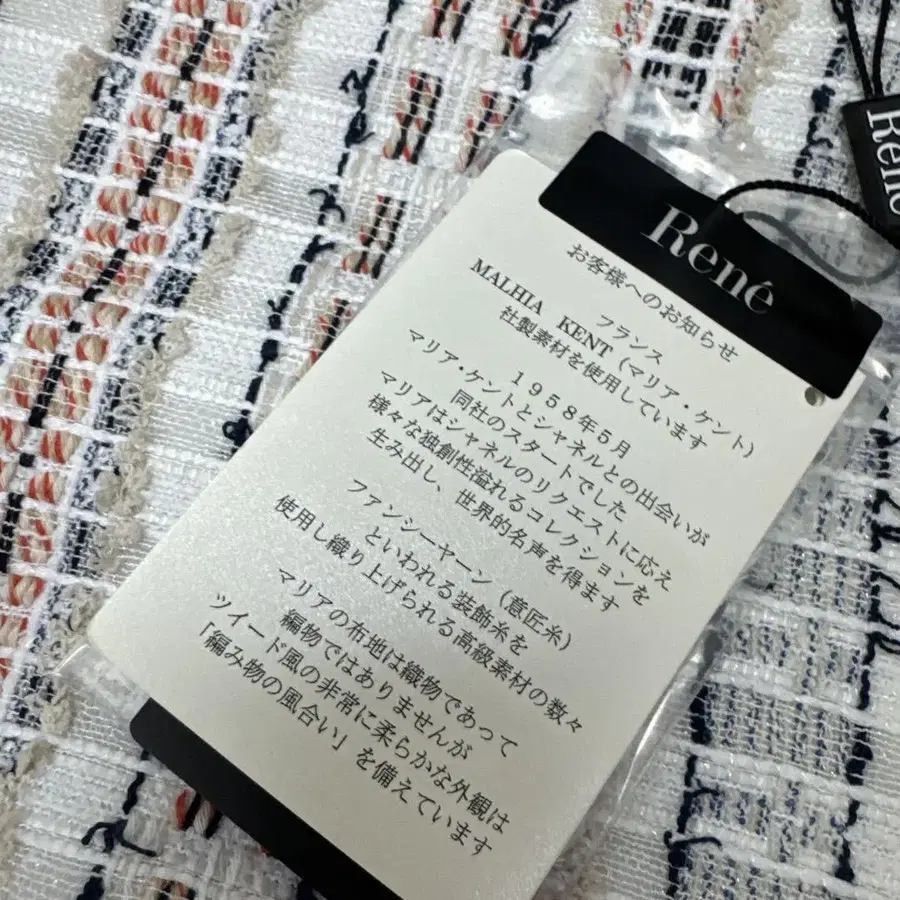 René
René
お客様へのお知らせ
フランス
MALHIA KENT (マリア・ケント)
社製素材を使用しています
1958年5月
マリア・ケントとシャネルとの出会いが
同社のスタートでした
マリアはシャネルのリクエストに応え
様々な独創性溢れるコレクションを
生み出し、世界的名声を得ます
ファンシーヤーン (意匠糸)
といわれる装飾糸を
使用し織り上げられる高級素材の数々
マリアの布地は織物であって
編物ではありませんが
ツイード風の非常に柔らかな外観は
「編み物の風合い」を備えています